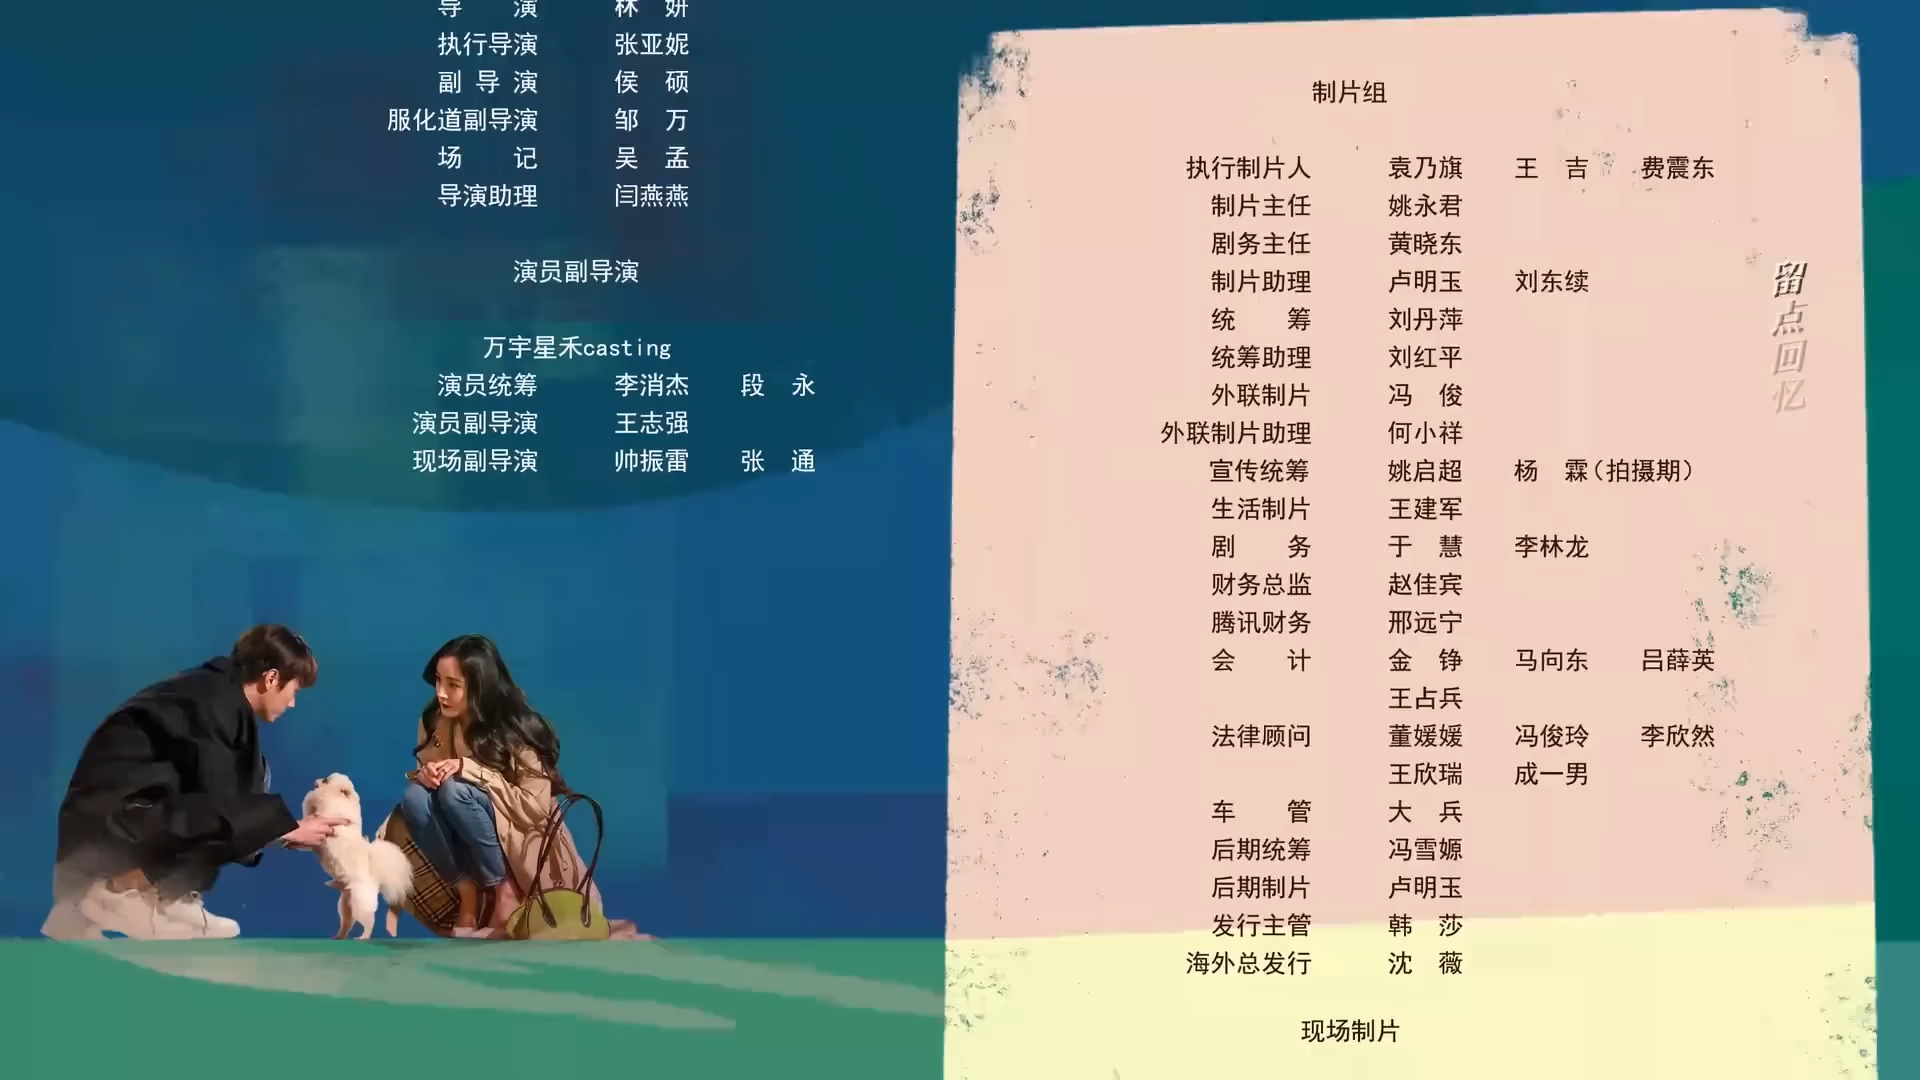 导演 林妍
执行导演 张亚妮
副导演 侯硕
服化道副导演 邹万
场记 吴孟
导演助理 闫燕燕
演员副导演
万宇星禾casting
演员统筹 李消杰 段永
演员副导演 王志强
现场副导演 帅振雷 张通
制片组
执行制片人 袁乃旗 王吉 费震东
制片主任 姚永君
剧务主任 黄晓东
制片助理 卢明玉 刘东续
统筹 刘丹萍
统筹助理 刘红平
外联制片 冯俊
外联制片助理 何小祥
宣传统筹 姚启超 杨霖（拍摄期）
生活制片 王建军
剧务 于慧 李林龙
财务总监 赵佳宾
腾讯财务 邢远宁
会计 金铮 马向东 吕薛英
王占兵
法律顾问 董媛媛 冯俊玲 李欣然
王欣瑞 成一男
车管 大兵
后期统筹 冯雪嫄
后期制片 卢明玉
发行主管 韩莎
海外总发行 沈薇
现场制片
留点回忆